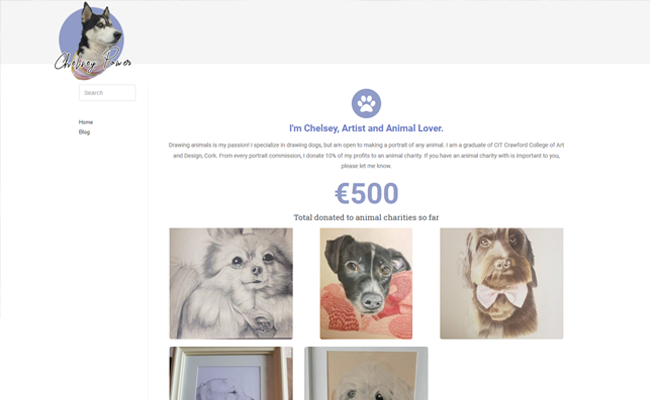 Chelsey Power
Search
Home
Blog
I'm Chelsey, Artist and Animal Lover.
Drawing animals is my passion! I specialize in drawing dogs, but am open to making a portrait of any animal. I am a graduate of CIT Crawford College of Art
and Design, Cork. From every portrait commission, I donate 10% of my profits to an animal charity. If you have an animal charity with is important to you,
please let me know.
€500
Total donated to animal charities so far